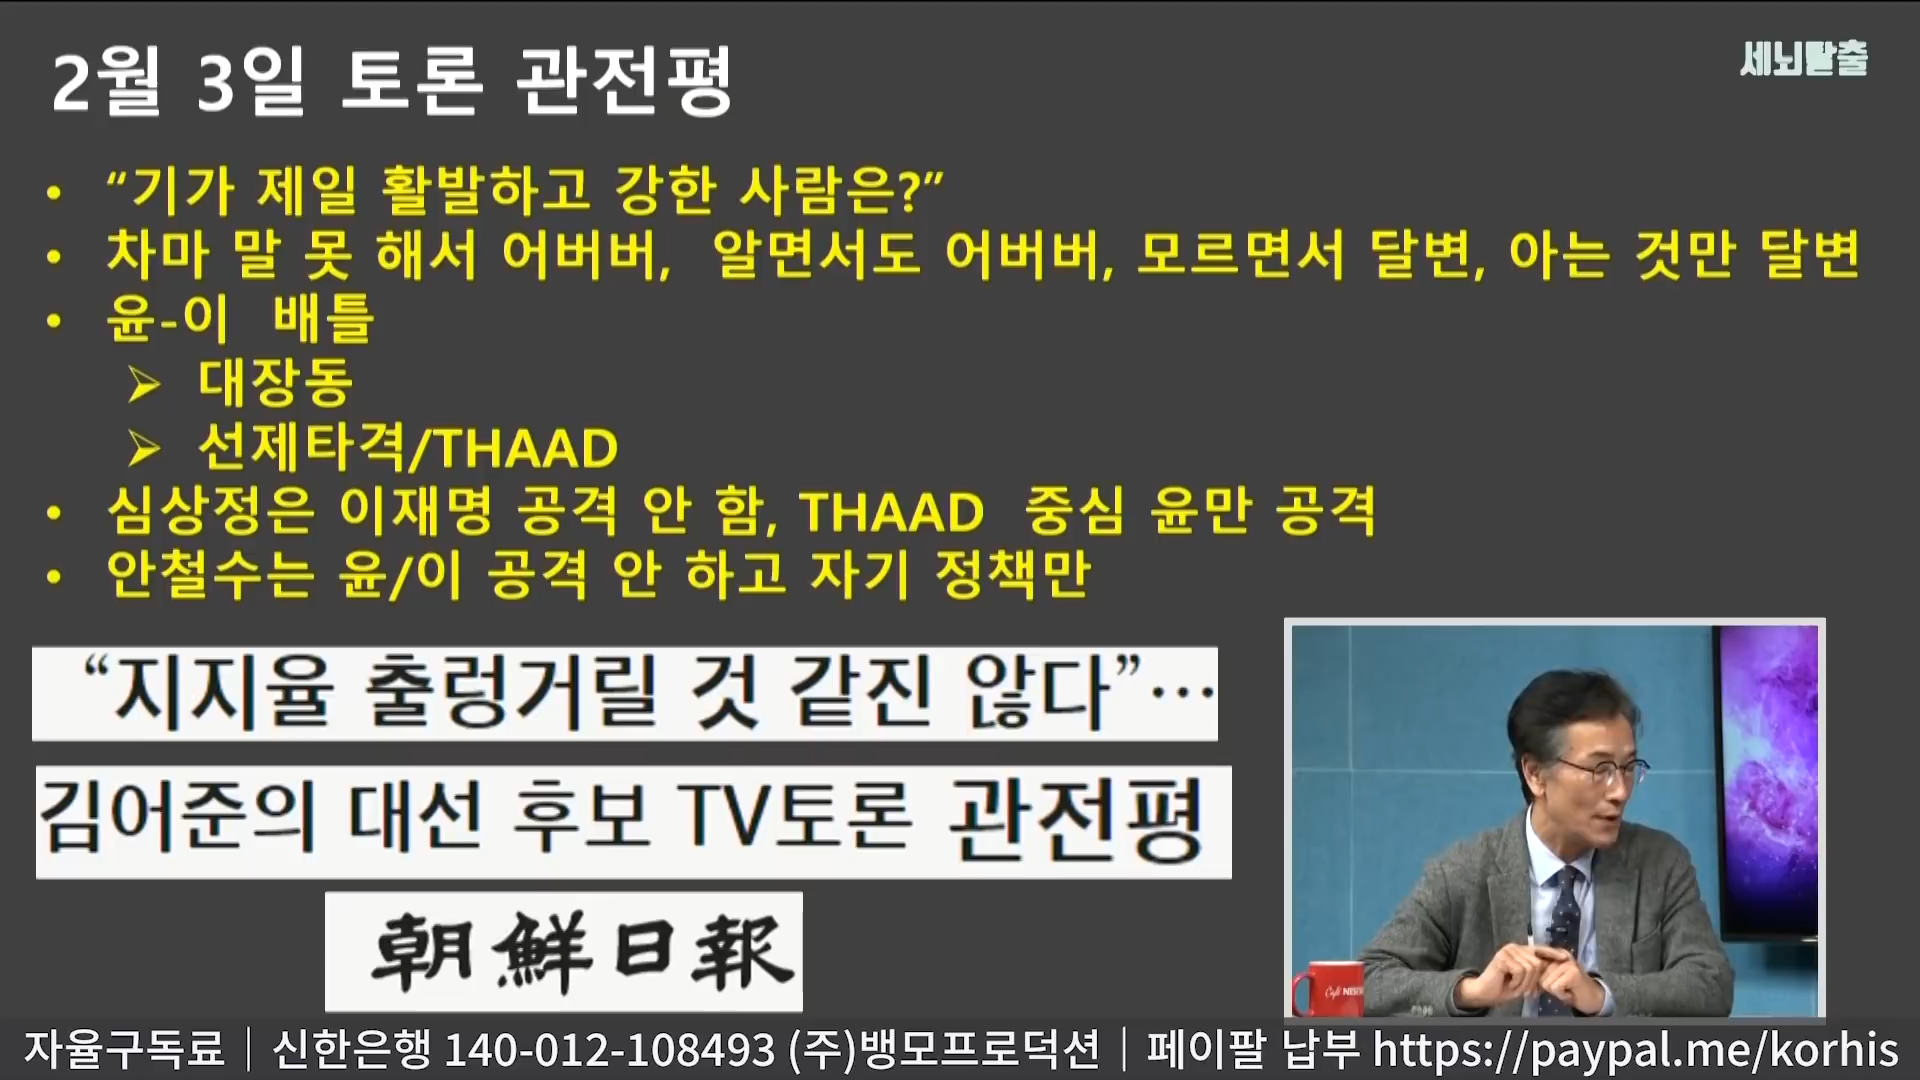 2월 3일 토론 관전평
세뇌탈출
• “기가 제일 활발하고 강한 사람은?”
• 차마 말 못 해서 어버버, 알면서도 어버버, 모르면서 달변, 아는 것만 달변
• 윤-이 배틀
➢ 대장동
➢ 선제타격/THAAD
• 심상정은 이재명 공격 안 함, THAAD 중심 윤만 공격
• 안철수는 윤/이 공격 안 하고 자기 정책만
“지지율 출렁거릴 것 같진 않다”…
김어준의 대선 후보 TV토론 관전평
朝鮮日報
Café NESC
자율구독료｜신한은행 140-012-108493 (주)뱅모프로덕션｜페이팔 납부 https://paypal.me/korhis